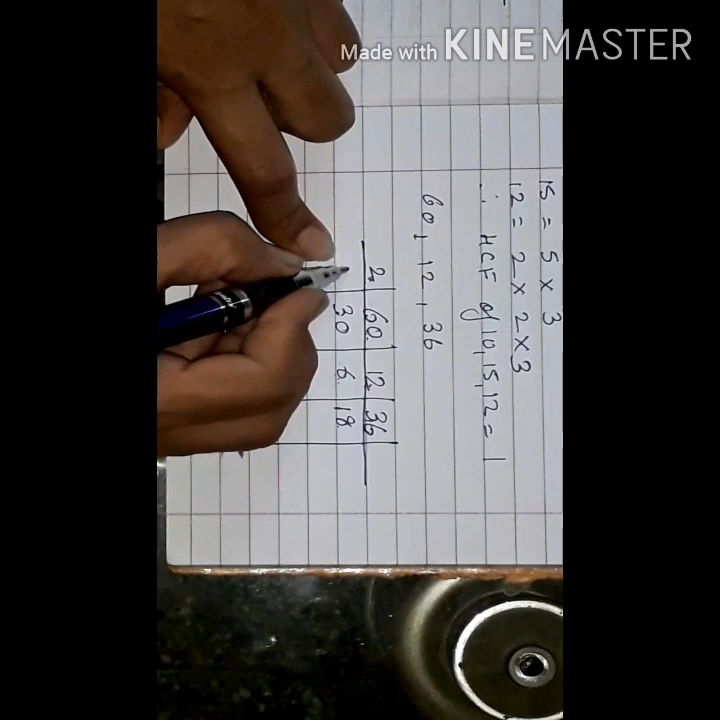 Made with KINEMASTER
15 = 5 x 3
12 = 2 x 2 x 3
∴ HCF of 10, 15, 12 = 1
60, 12, 36
2 60 12 36
30 6 18